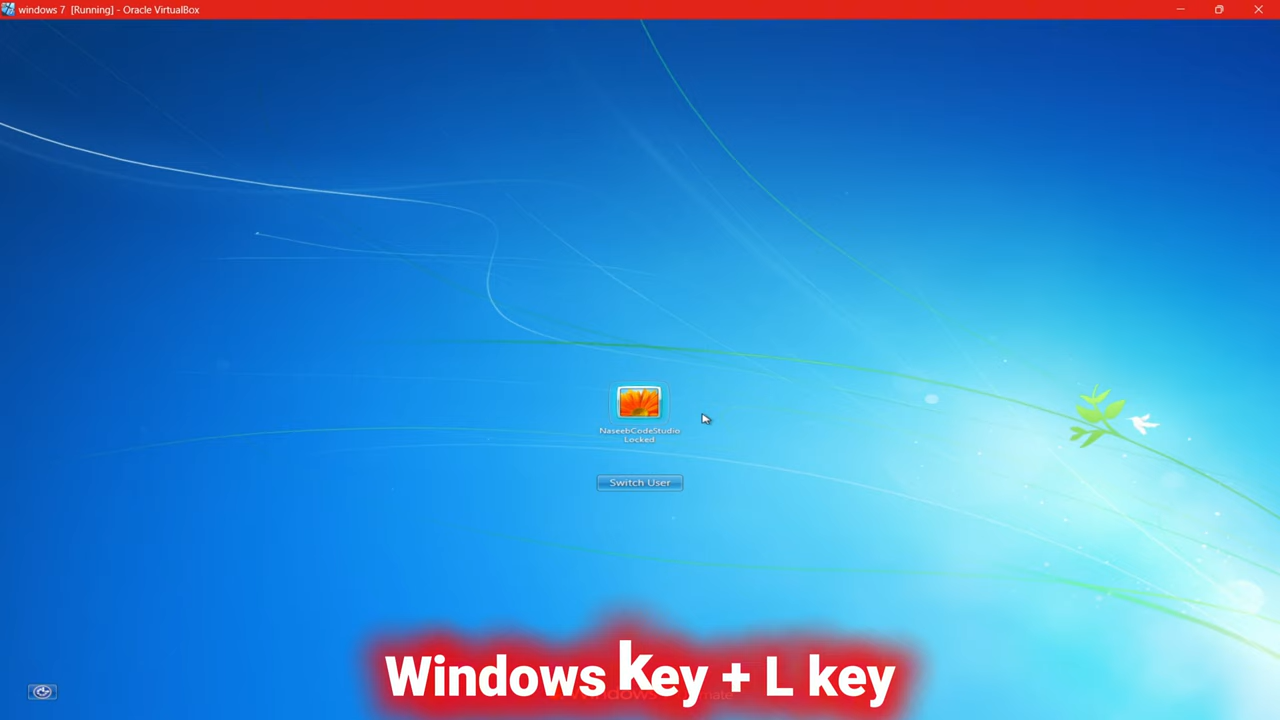 windows 7 [Running] - Oracle VirtualBox
NaseebCodeStudio
Locked
Switch User
Windows key + L key